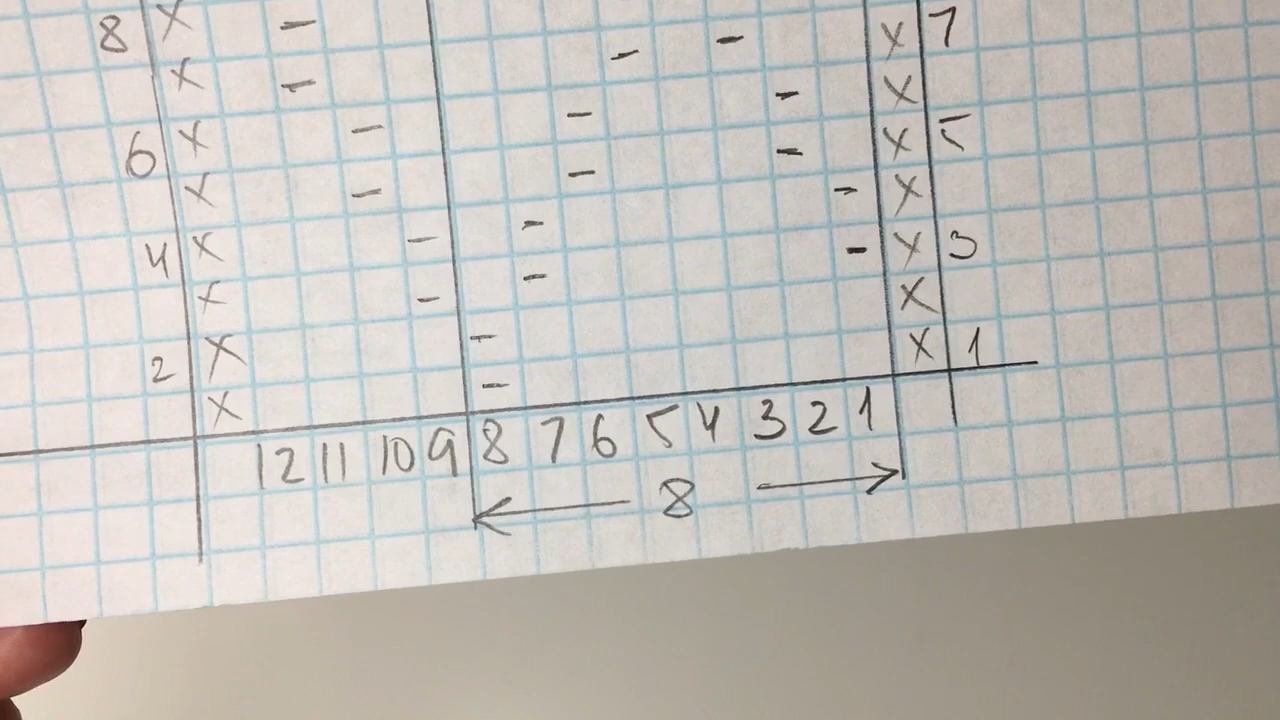 8 X – X 7
X – – – X
6 X – – – X 5
X – – – X
4 X – – – X 3
X – – X
2 X – X 1
X –
12 11 10 9 8 7 6 5 4 3 2 1
8